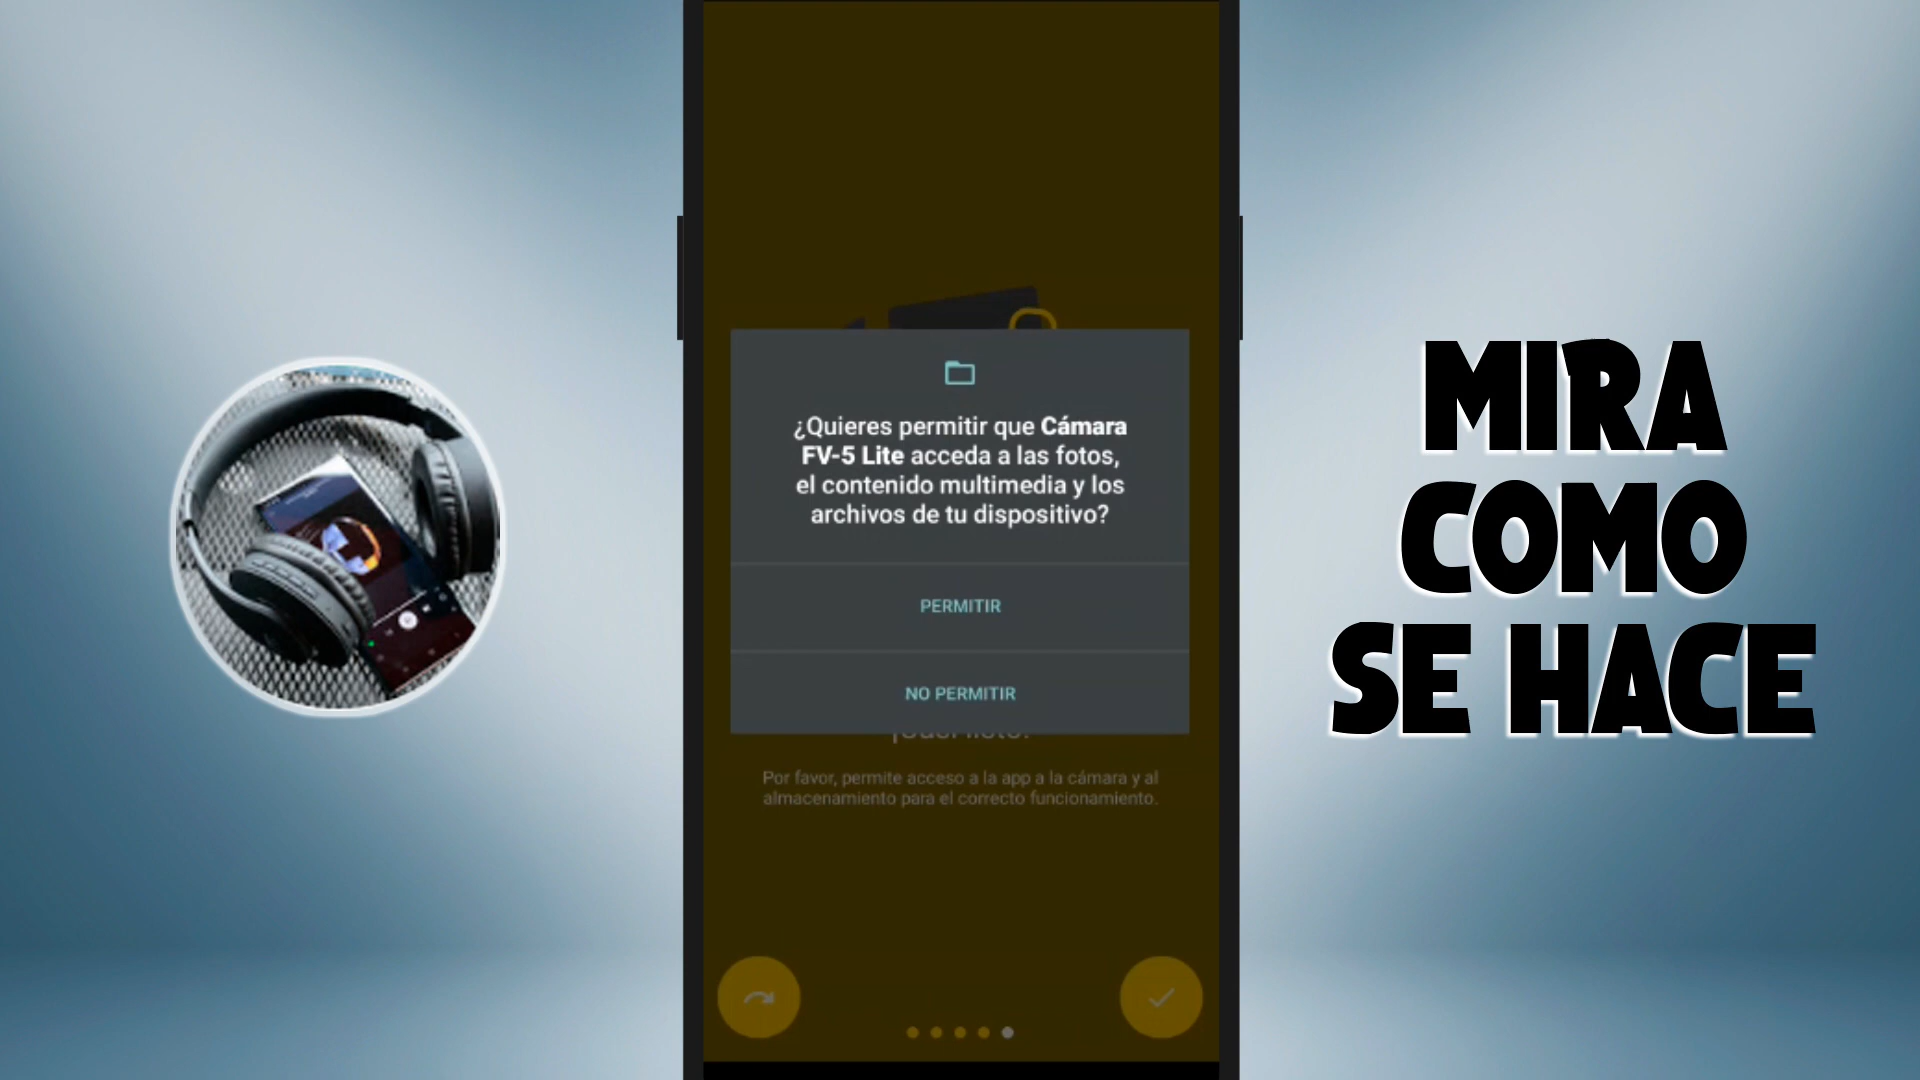 ¿Quieres permitir que Cámara
FV-5 Lite acceda a las fotos,
el contenido multimedia y los
archivos de tu dispositivo?
PERMITIR
NO PERMITIR
Por favor, permite acceso a la app a la cámara y al
almacenamiento para el correcto funcionamiento.
MIRA
COMO
SE HACE